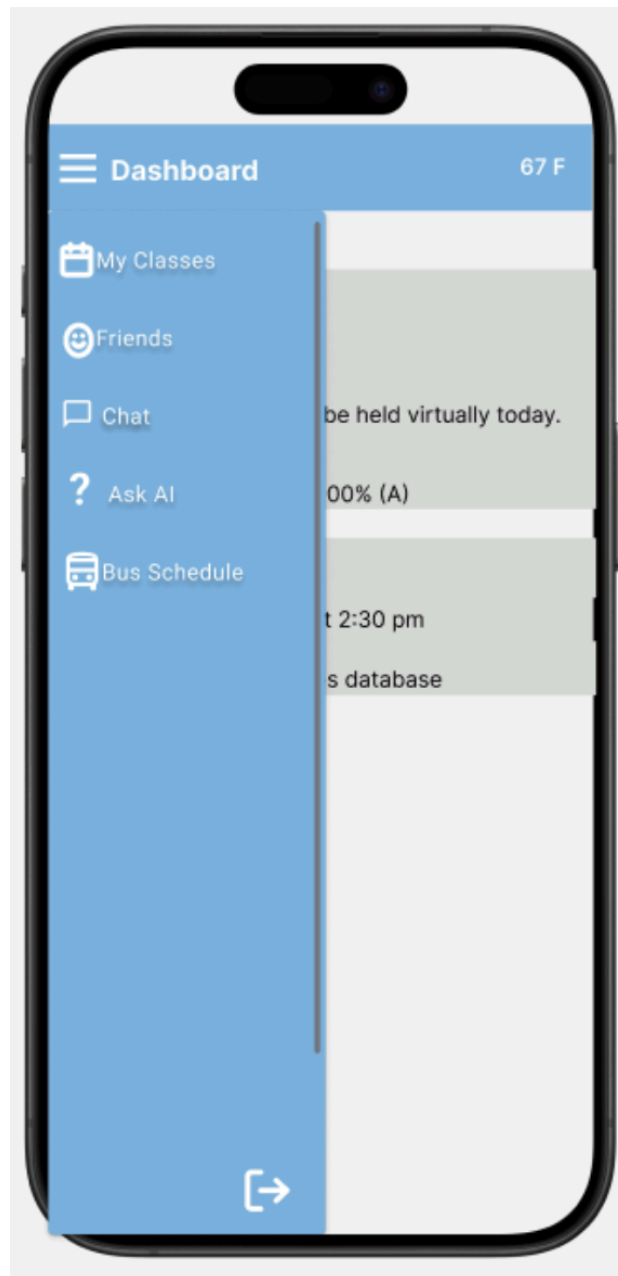 Dashboard 67 F
My Classes
Friends
Chat
be held virtually today.
Ask AI
00% (A)
Bus Schedule
t 2:30 pm
s database